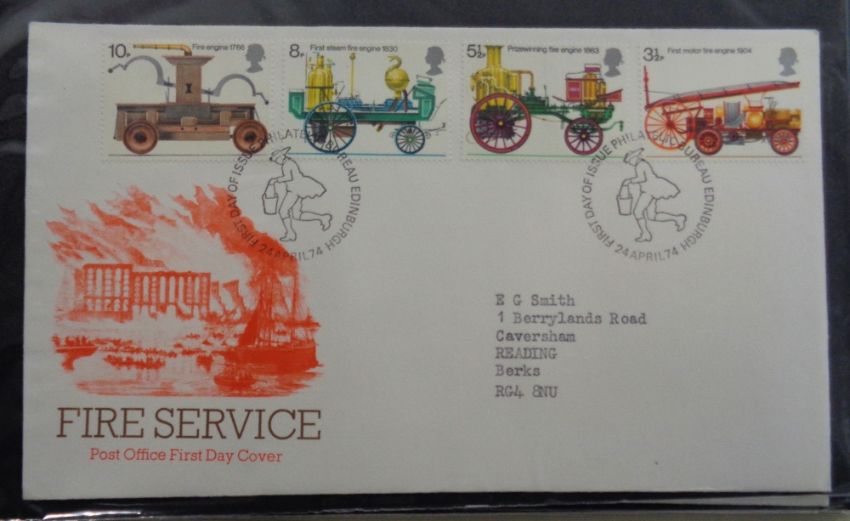 10P Fire engine 1766
8P First steam fire engine 1830
5½P Prizewinning fire engine 1863
3½P First motor fire engine 1904
FIRST DAY OF ISSUE PHILATELIC BUREAU EDINBURGH
24 APRIL 74
FIRST DAY OF ISSUE PHILATELIC BUREAU EDINBURGH
24 APRIL 74
E G Smith
1 Berrylands Road
Caversham
READING
Berks
RG4 8NU
FIRE SERVICE
Post Office First Day Cover